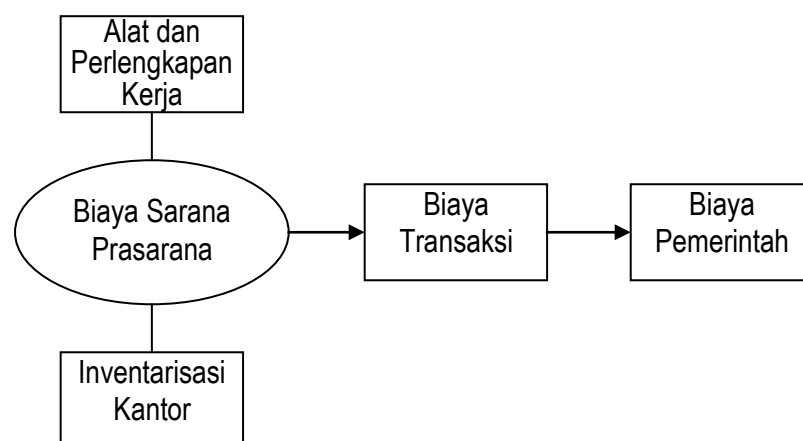 Alat dan
Perlengkapan
Kerja
Biaya Sarana
Prasarana
Biaya
Transaksi
Biaya
Pemerintah
Inventarisasi
Kantor